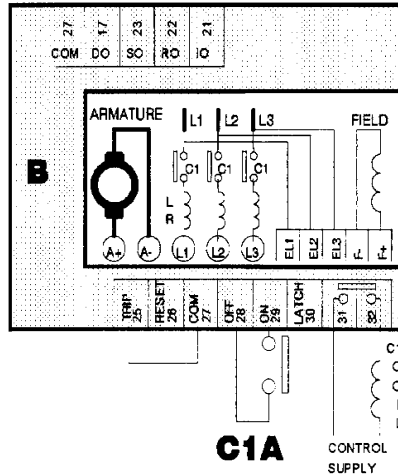 27 17 23 22 21
COM DO SO RO IO
ARMATURE L1 L2 L3 FIELD
B
C1 C1 C1
L
R
A+ A- L1 L2 L3 EL1 EL2 EL3 F- F+
TRIP 25
RESET 26
COM 27
OFF 28
ON 29
LATCH 30
31
32
C1A
CONTROL
SUPPLY